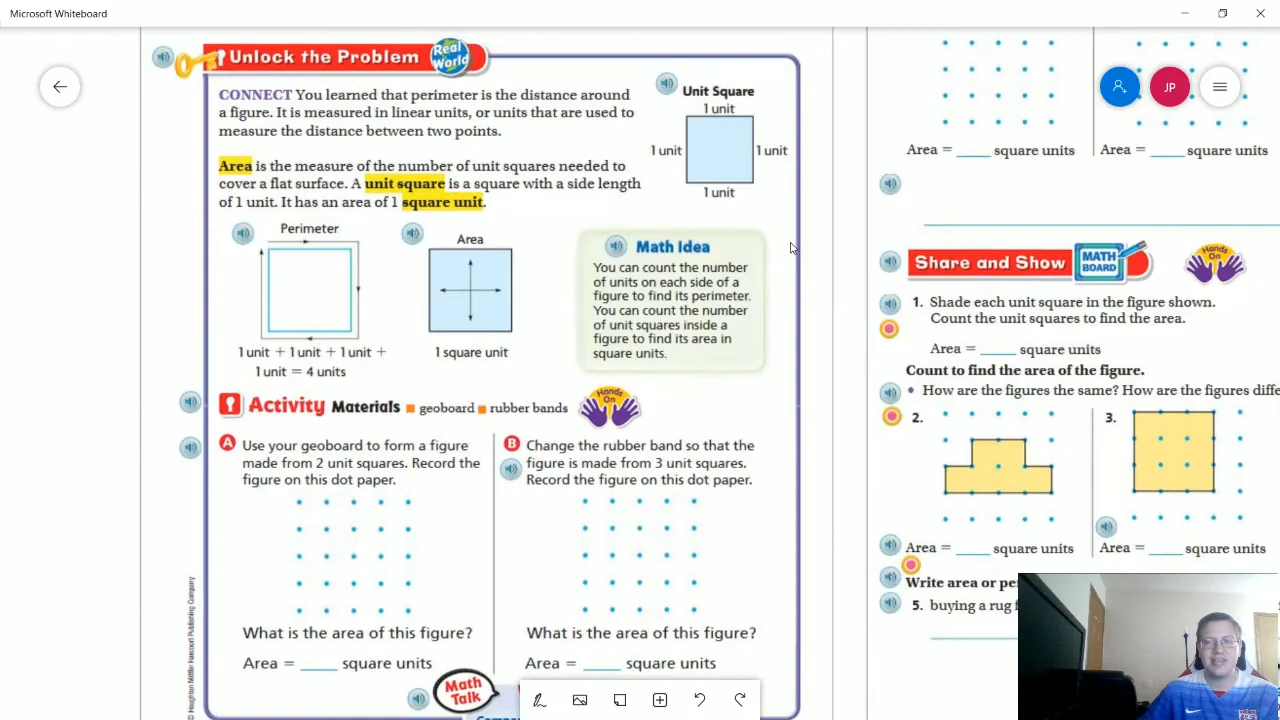 Microsoft Whiteboard
Unlock the Problem
Real World
CONNECT You learned that perimeter is the distance around
a figure. It is measured in linear units, or units that are used to
measure the distance between two points.
Area is the measure of the number of unit squares needed to
cover a flat surface. A unit square is a square with a side length
of 1 unit. It has an area of 1 square unit.
Unit Square
1 unit
1 unit
1 unit
1 unit
Perimeter
1 unit + 1 unit + 1 unit +
1 unit = 4 units
Area
1 square unit
Math Idea
You can count the number
of units on each side of a
figure to find its perimeter.
You can count the number
of unit squares inside a
figure to find its area in
square units.
Activity Materials geoboard rubber bands
Hands On
A Use your geoboard to form a figure
made from 2 unit squares. Record the
figure on this dot paper.
What is the area of this figure?
Area = ____ square units
B Change the rubber band so that the
figure is made from 3 unit squares.
Record the figure on this dot paper.
What is the area of this figure?
Area = ____ square units
Math Talk
© Houghton Mifflin Harcourt Publishing Company
JP
Area = ____ square units
Area = ____ square units
Share and Show
MATH BOARD
Hands On
1. Shade each unit square in the figure shown.
Count the unit squares to find the area.
Area = ____ square units
Count to find the area of the figure.
• How are the figures the same? How are the figures
2.
3.
Area = ____ square units
Area = ____ square units
Write area or
5. buying a rug